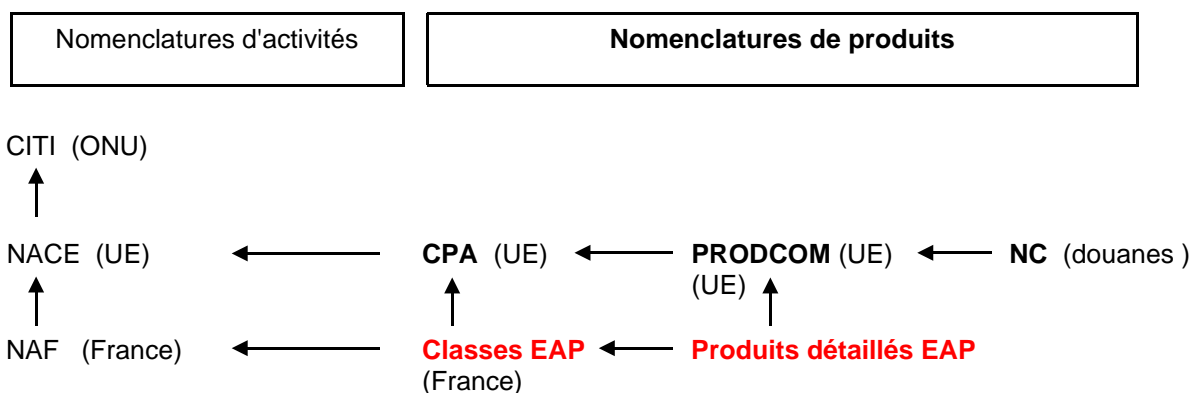 Nomenclatures d'activités
Nomenclatures de produits
CITI (ONU)
NACE (UE)
CPA (UE)
PRODCOM (UE)
(UE)
NC (douanes )
NAF (France)
Classes EAP
(France)
Produits détaillés EAP